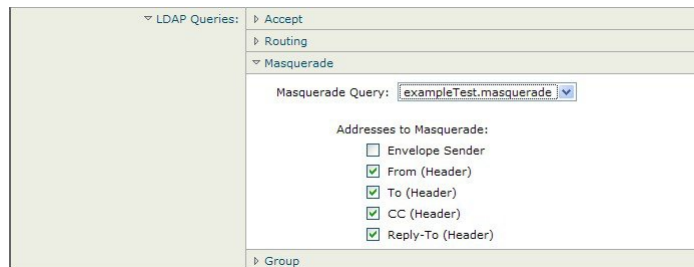 LDAP Queries:
Accept
Routing
Masquerade
Masquerade Query: exampleTest.masquerade
Addresses to Masquerade:
Envelope Sender
From (Header)
To (Header)
CC (Header)
Reply-To (Header)
Group